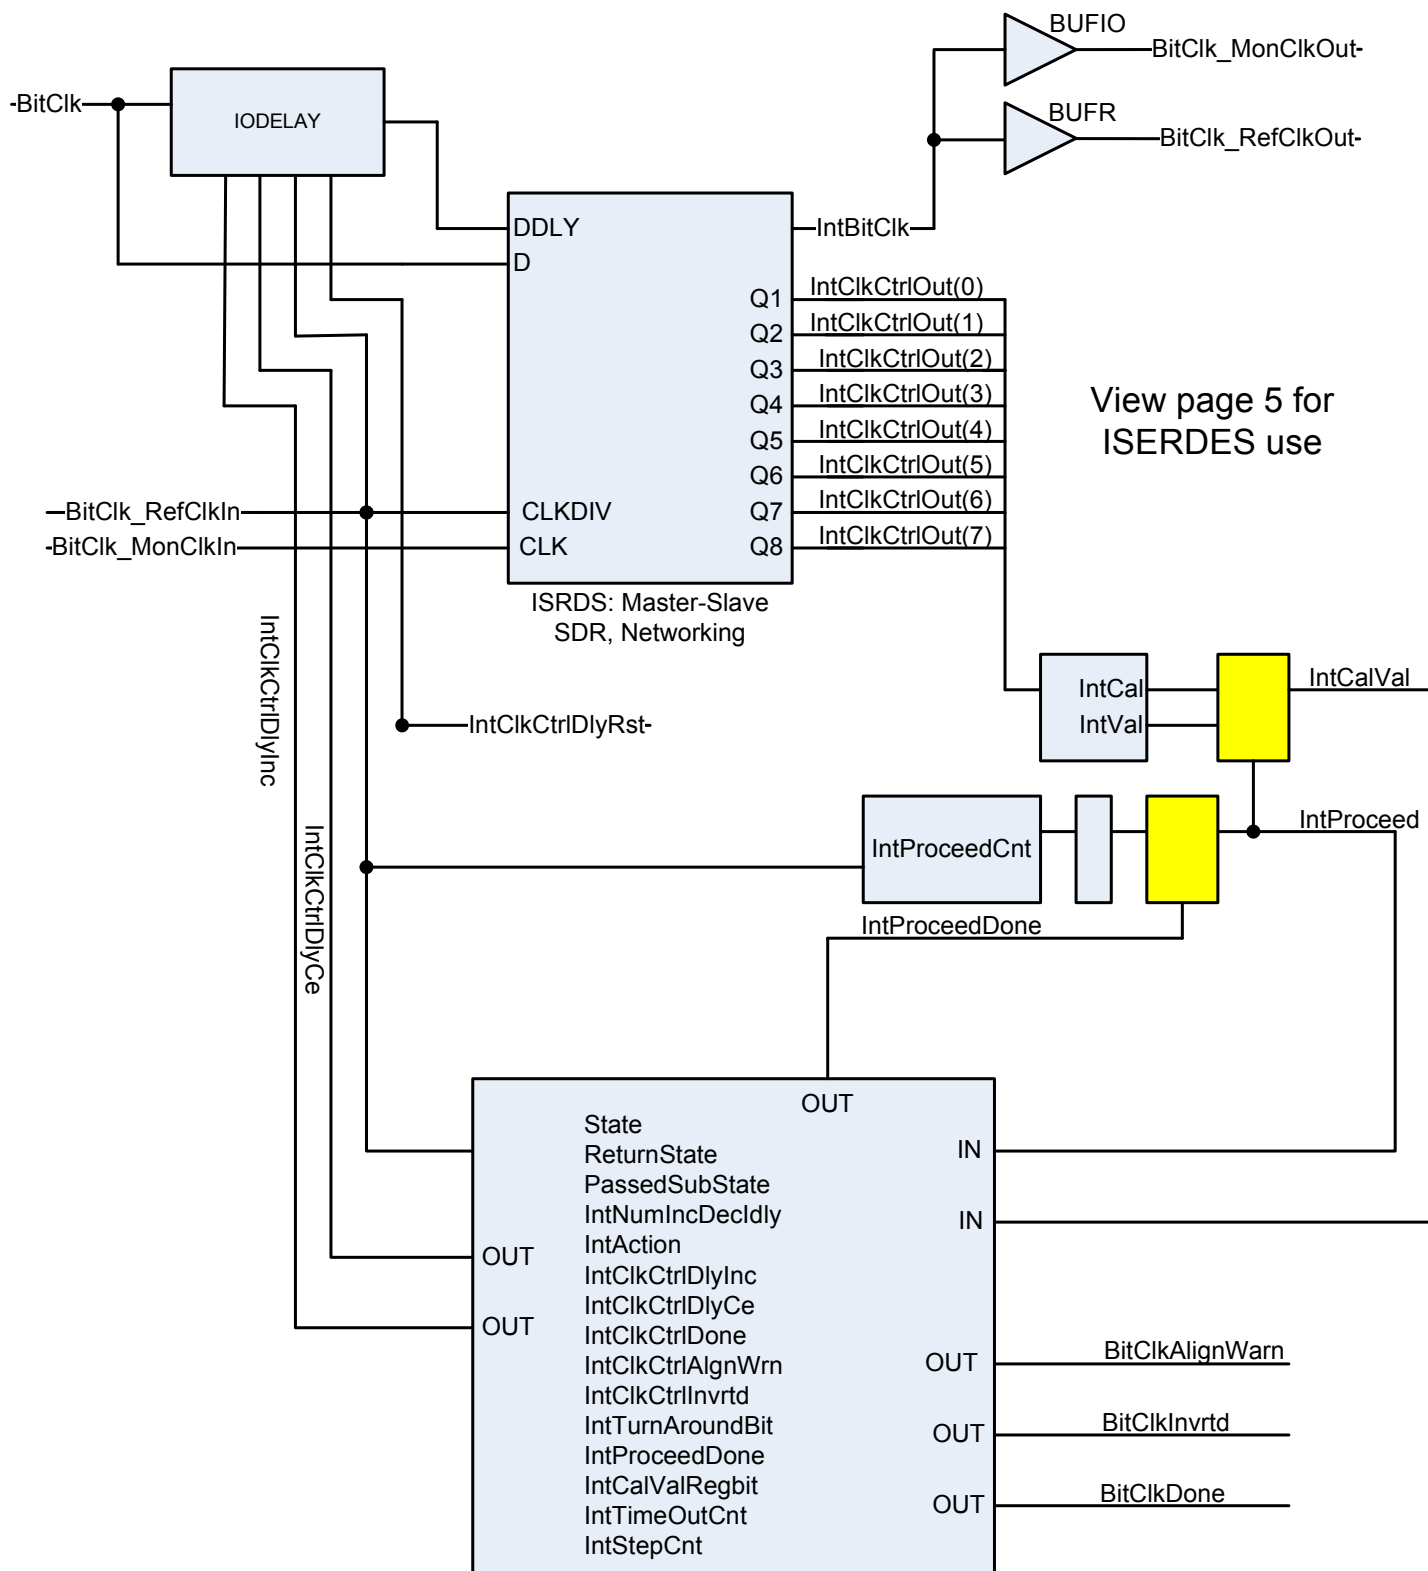 BUFIO
BitClk_MonClkOut
BitClk
IODELAY
BUFR
BitClk_RefClkOut
DDLY
IntBitClk
D
Q1
IntClkCtrlOut(0)
Q2
IntClkCtrlOut(1)
Q3
IntClkCtrlOut(2)
Q4
IntClkCtrlOut(3)
Q5
IntClkCtrlOut(4)
Q6
IntClkCtrlOut(5)
Q7
IntClkCtrlOut(6)
Q8
IntClkCtrlOut(7)
View page 5 for
ISERDES use
BitClk_RefClkIn
CLKDIV
BitClk_MonClkIn
CLK
ISRDS: Master-Slave
SDR, Networking
IntClkCtrlDlyInc
IntClkCtrlDlyCe
IntClkCtrlDlyRst
IntCal
IntVal
IntCalVal
IntProceedCnt
IntProceed
IntProceedDone
OUT
State
ReturnState
PassedSubState
IntNumIncDecIdly
IntAction
IntClkCtrlDlyInc
IntClkCtrlDlyCe
IntClkCtrlDone
IntClkCtrlAlgnWrn
IntClkCtrlInvrtd
IntTurnAroundBit
IntProceedDone
IntCalValRegbit
IntTimeOutCnt
IntStepCnt
IN
IN
OUT
OUT
OUT
BitClkAlignWarn
OUT
BitClkInvrtd
OUT
BitClkDone